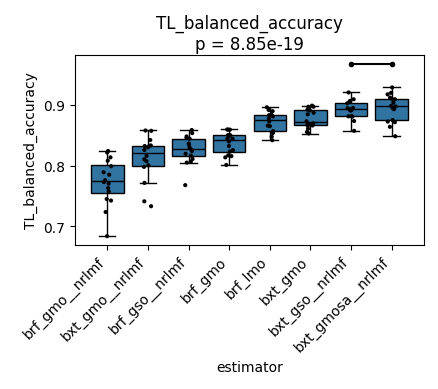 TL_balanced_accuracy
p = 8.85e-19
TL_balanced_accuracy
0.9
0.8
0.7
brf_gmo__nrlmf
bxt_gmo__nrlmf
brf_gso__nrlmf
brf_gmo
brf_lmo
bxt_gmo
bxt_gso__nrlmf
bxt_gmosa__nrlmf
estimator